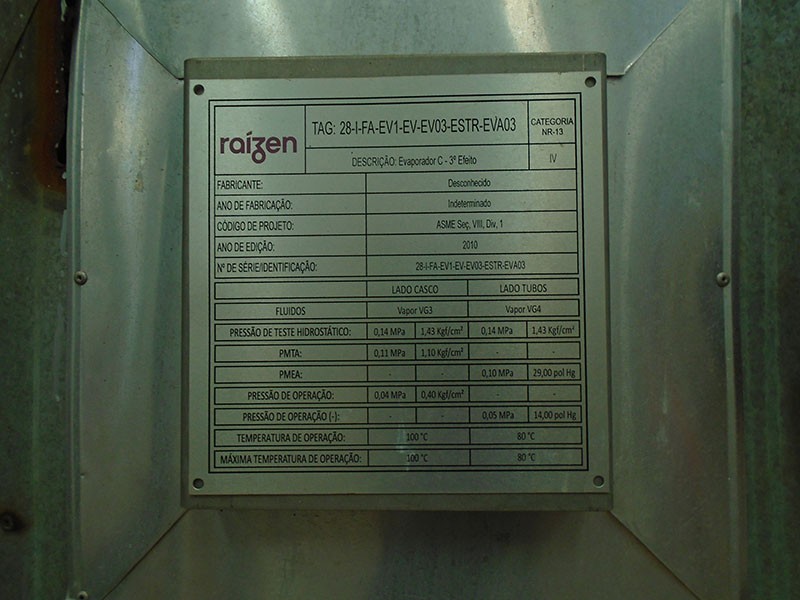 raízen
TAG: 28-I-FA-EV1-EV-EV03-ESTR-EVA03
CATEGORIA
NR-13
DESCRIÇÃO: Evaporador C - 3º Efeito
IV
FABRICANTE: Desconhecido
ANO DE FABRICAÇÃO: Indeterminado
CÓDIGO DE PROJETO: ASME Seç, VIII, Div, 1
ANO DE EDIÇÃO: 2010
Nº DE SÉRIE/IDENTIFICAÇÃO: 28-I-FA-EV1-EV-EV03-ESTR-EVA03
LADO CASCO LADO TUBOS
FLUIDOS Vapor VG3 Vapor VG4
PRESSÃO DE TESTE HIDROSTÁTICO: 0,14 MPa 1,43 Kgf/cm² 0,14 MPa 1,43 Kgf/cm²
PMTA: 0,11 MPa 1,10 Kgf/cm² - -
PMEA: - - 0,10 MPa 29,00 pol Hg
PRESSÃO DE OPERAÇÃO: 0,04 MPa 0,40 Kgf/cm² - -
PRESSÃO DE OPERAÇÃO (-): - - 0,05 MPa 14,00 pol Hg
TEMPERATURA DE OPERAÇÃO: 100 °C 80 °C
MÁXIMA TEMPERATURA DE OPERAÇÃO: 100 °C 80 °C